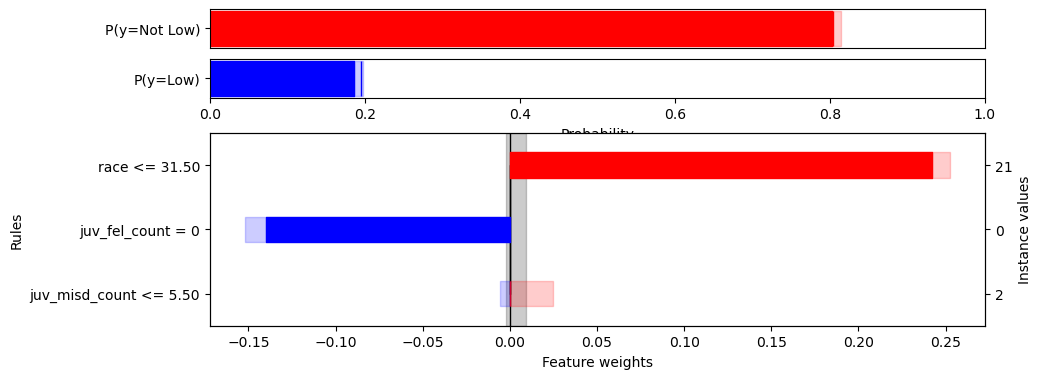 P(y=Not Low)
P(y=Low)
0.0 0.2 0.4 0.6 0.8 1.0
Probability
race <= 31.50 21
juv_fel_count = 0 0
juv_misd_count <= 5.50 2
Rules
Instance values
−0.15 −0.10 −0.05 0.00 0.05 0.10 0.15 0.20 0.25
Feature weights